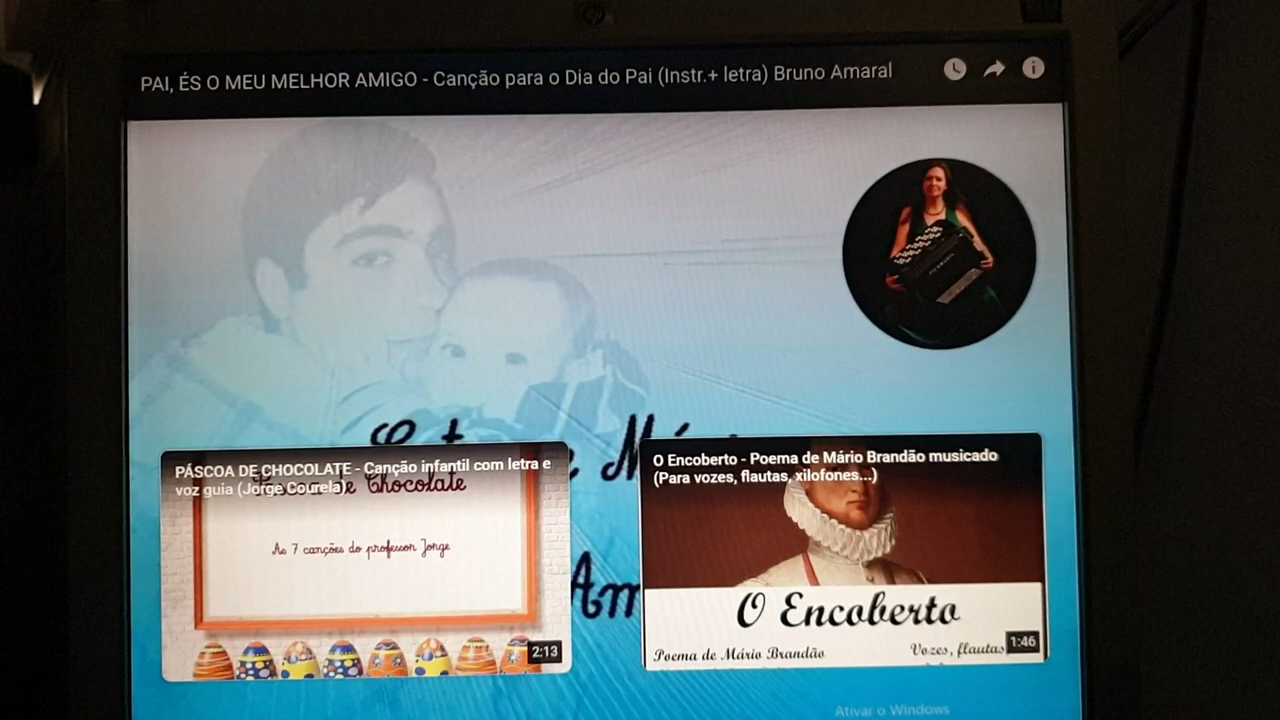 PAI, ÉS O MEU MELHOR AMIGO - Canção para o Dia do Pai (Instr.+ letra) Bruno Amaral
PÁSCOA DE CHOCOLATE - Canção infantil com letra e
voz guia (Jorge Courela)
e Chocolate
As 7 canções do professor Jorge
2:13
O Encoberto - Poema de Mário Brandão musicado
(Para vozes, flautas, xilofones...)
O Encoberto
Poema de Mário Brandão
Vozes, flautas
1:46
Am
Ativar o Windows